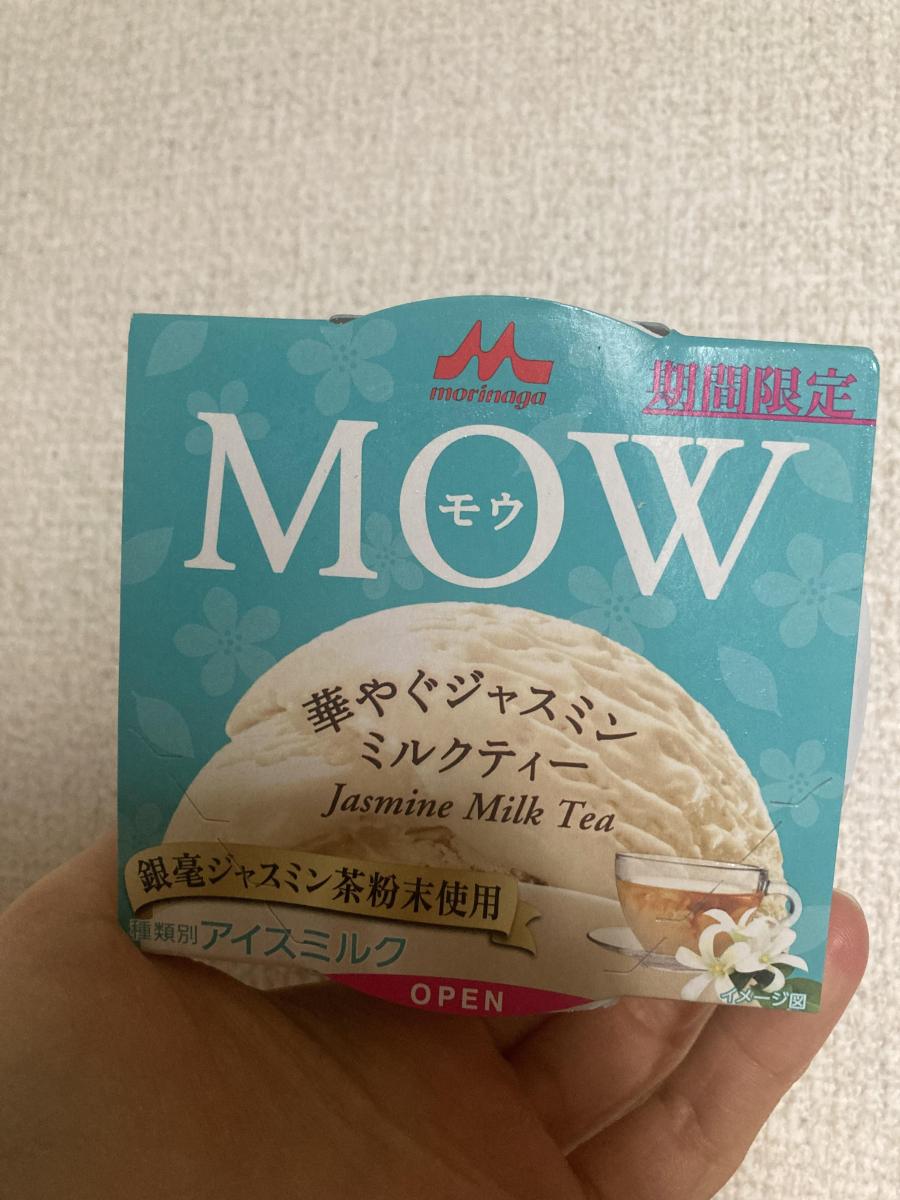 morinaga
期間限定
MOW
モウ
華やぐジャスミン
ミルクティー
Jasmine Milk Tea
銀毫ジャスミン茶粉末使用
種類別 アイスミルク
OPEN
イメージ図